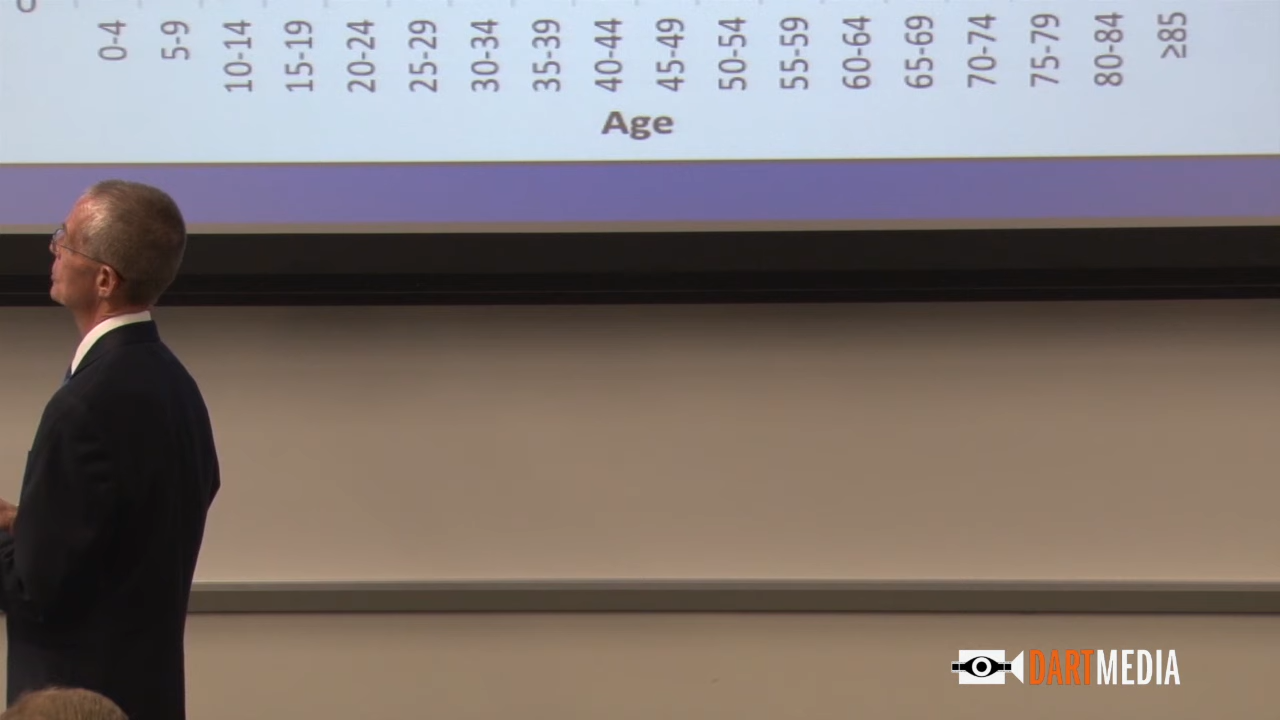 0
0-4 5-9 10-14 15-19 20-24 25-29 30-34 35-39 40-44 45-49 50-54 55-59 60-64 65-69 70-74 75-79 80-84 ≥85
Age
DARTMEDIA